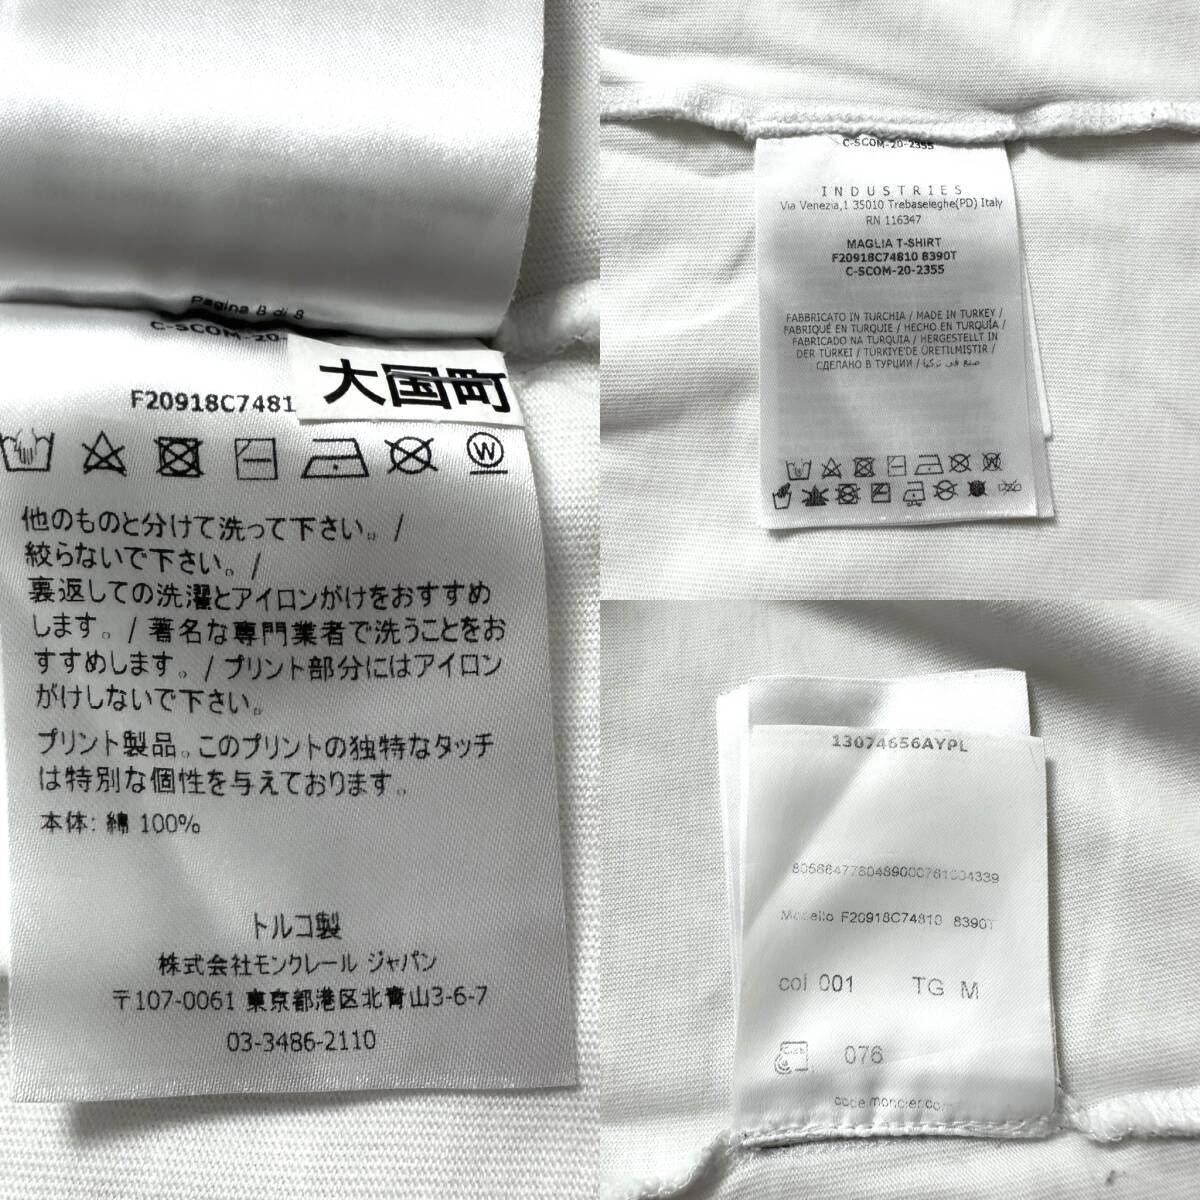 Pagina 8 di 8
C-SCOM-20-
大国町
F20918C7481
W
他のものと分けて洗って下さい。/
絞らないで下さい。/
裏返しての洗濯とアイロンがけをおすすめ
します。/ 著名な専門業者で洗うことをお
すすめします。/ プリント部分にはアイロン
がけしないで下さい。
プリント製品。このプリントの独特なタッチ
は特別な個性を与えております。
本体: 綿 100%
トルコ製
株式会社モンクレール ジャパン
〒107-0061 東京都港区北青山3-6-7
03-3486-2110
C-SCOM-20-2355
INDUSTRIES
Via Venezia,1 35010 Trebaseleghe(PD) Italy
RN 116347
MAGLIA T-SHIRT
F20918C74810 8390T
C-SCOM-20-2355
FABBRICATO IN TURCHIA / MADE IN TURKEY /
FABRIQUÉ EN TURQUIE / HECHO EN TURQUÍA /
FABRICADO NA TURQUIA / HERGESTELLT IN
DER TÜRKEI / TÜRKIYE'DE ÜRETILMISTIR /
СДЕЛАНО В ТУРЦИИ / صنع في تركيا
13074656AYPL
Modello F20918C74810 8390T
col 001 TG M
076
code.moncler.com